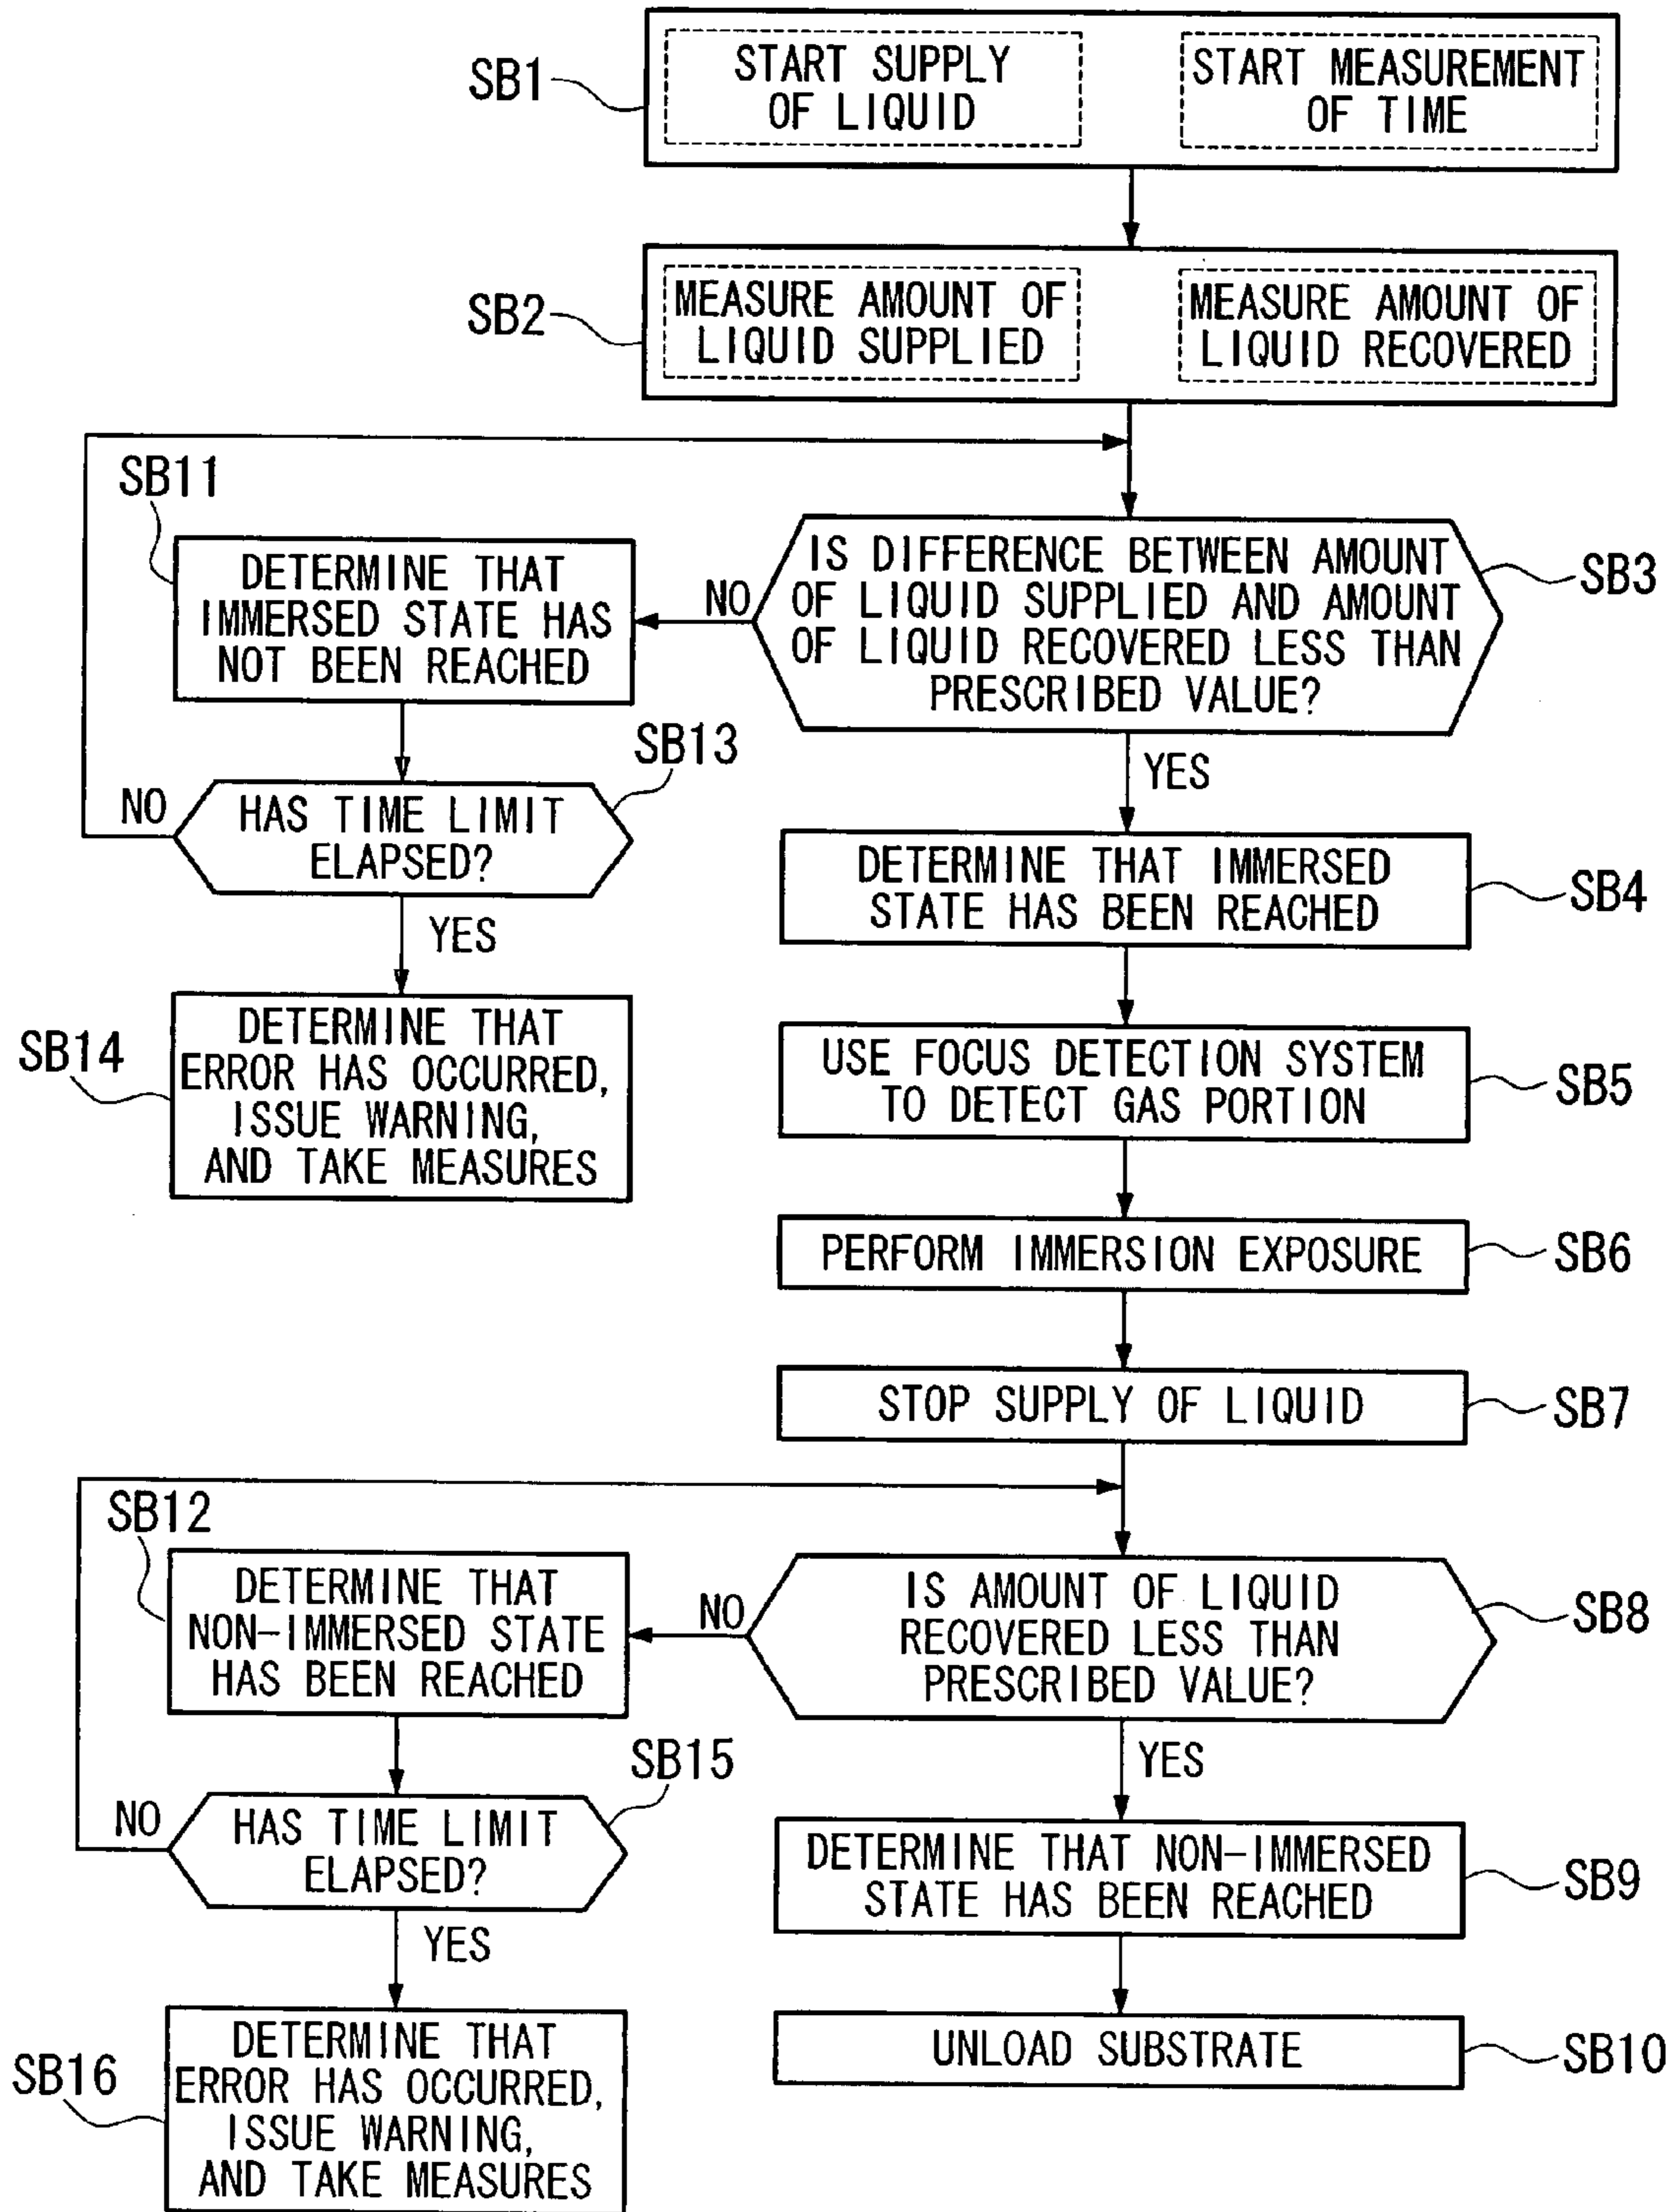 SB1
START SUPPLY
OF LIQUID
START MEASUREMENT
OF TIME
SB2
MEASURE AMOUNT OF
LIQUID SUPPLIED
MEASURE AMOUNT OF
LIQUID RECOVERED
SB3
IS DIFFERENCE BETWEEN AMOUNT
OF LIQUID SUPPLIED AND AMOUNT
OF LIQUID RECOVERED LESS THAN
PRESCRIBED VALUE?
NO
SB11
DETERMINE THAT
IMMERSED STATE HAS
NOT BEEN REACHED
SB13
HAS TIME LIMIT
ELAPSED?
NO
YES
SB14
DETERMINE THAT
ERROR HAS OCCURRED,
ISSUE WARNING,
AND TAKE MEASURES
YES
DETERMINE THAT IMMERSED
STATE HAS BEEN REACHED
SB4
USE FOCUS DETECTION SYSTEM
TO DETECT GAS PORTION
SB5
PERFORM IMMERSION EXPOSURE
SB6
STOP SUPPLY OF LIQUID
SB7
IS AMOUNT OF LIQUID
RECOVERED LESS THAN
PRESCRIBED VALUE?
SB8
NO
SB12
DETERMINE THAT
NON-IMMERSED STATE
HAS BEEN REACHED
SB15
HAS TIME LIMIT
ELAPSED?
NO
YES
SB16
DETERMINE THAT
ERROR HAS OCCURRED,
ISSUE WARNING,
AND TAKE MEASURES
YES
DETERMINE THAT NON-IMMERSED
STATE HAS BEEN REACHED
SB9
UNLOAD SUBSTRATE
SB10